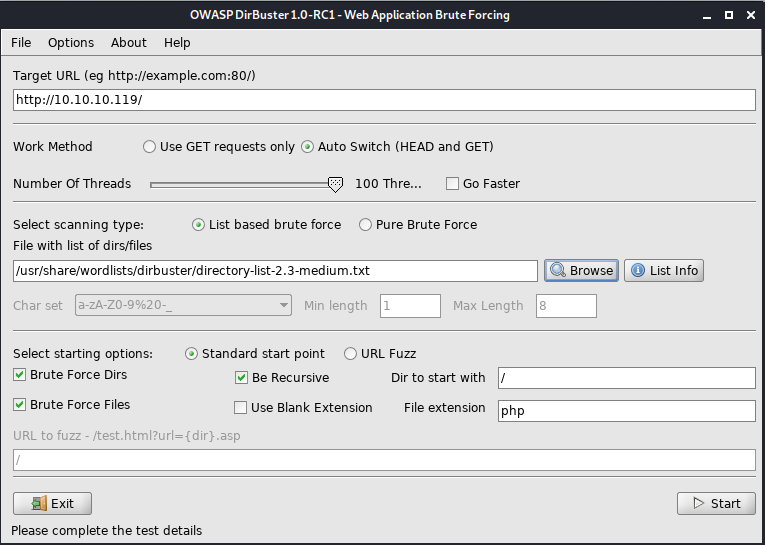 OWASP DirBuster 1.0-RC1 - Web Application Brute Forcing
File Options About Help
Target URL (eg http://example.com:80/)
http://10.10.10.119/
Work Method Use GET requests only Auto Switch (HEAD and GET)
Number Of Threads 100 Thre... Go Faster
Select scanning type: List based brute force Pure Brute Force
File with list of dirs/files
/usr/share/wordlists/dirbuster/directory-list-2.3-medium.txt Browse List Info
Char set a-zA-Z0-9%20-_ Min length 1 Max Length 8
Select starting options: Standard start point URL Fuzz
Brute Force Dirs Be Recursive Dir to start with /
Brute Force Files Use Blank Extension File extension php
URL to fuzz - /test.html?url={dir}.asp
/
Exit Start
Please complete the test details